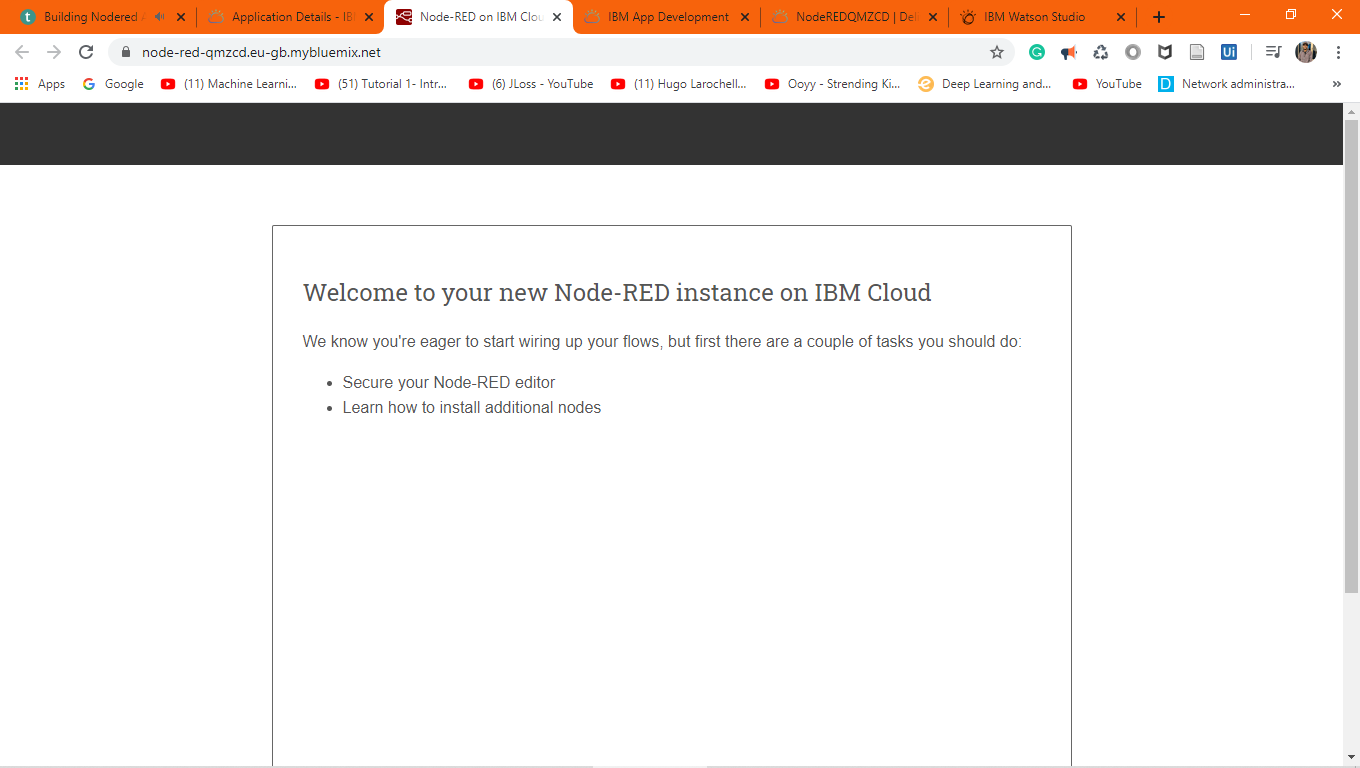 Building Nodered
Application Details - IB
Node-RED on IBM Clou
IBM App Development
NodeREDQMZCD | Deli
IBM Watson Studio
node-red-qmzcd.eu-gb.mybluemix.net
Ui
Apps
Google
(11) Machine Learni...
(51) Tutorial 1- Intr...
(6) JLoss - YouTube
(11) Hugo Larochell...
Ooyy - Strending Ki...
Deep Learning and...
YouTube
D
Network administra...
»
Welcome to your new Node-RED instance on IBM Cloud
We know you're eager to start wiring up your flows, but first there are a couple of tasks you should do:
• Secure your Node-RED editor
• Learn how to install additional nodes